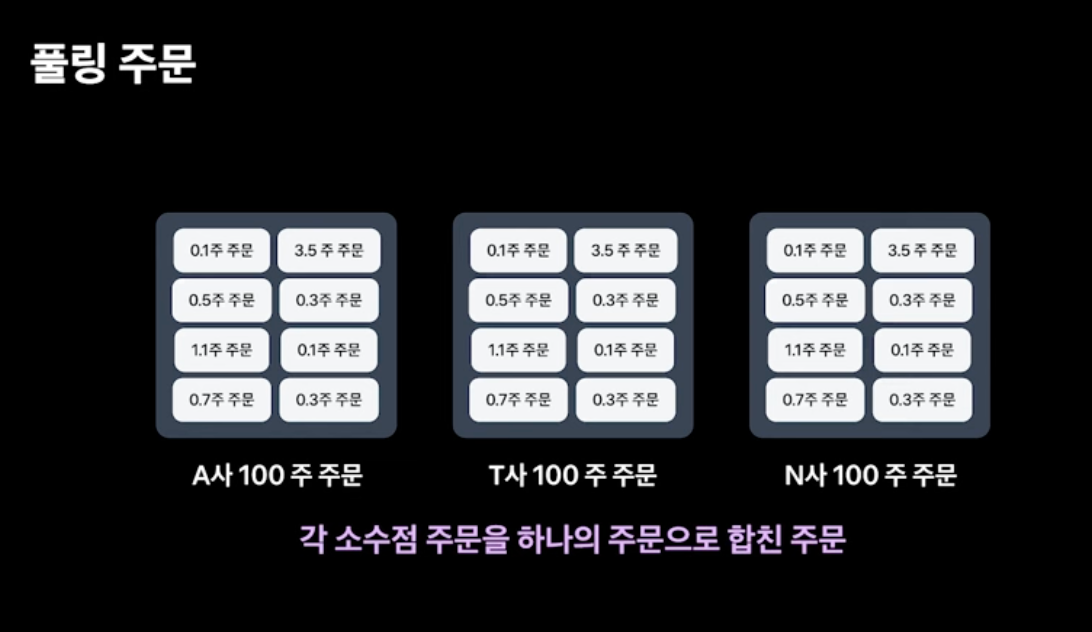 풀링 주문
0.1주 주문 3.5 주 주문
0.5주 주문 0.3주 주문
1.1주 주문 0.1주 주문
0.7주 주문 0.3주 주문
A사 100 주 주문
0.1주 주문 3.5 주 주문
0.5주 주문 0.3주 주문
1.1주 주문 0.1주 주문
0.7주 주문 0.3주 주문
T사 100 주 주문
0.1주 주문 3.5 주 주문
0.5주 주문 0.3주 주문
1.1주 주문 0.1주 주문
0.7주 주문 0.3주 주문
N사 100 주 주문
각 소수점 주문을 하나의 주문으로 합친 주문